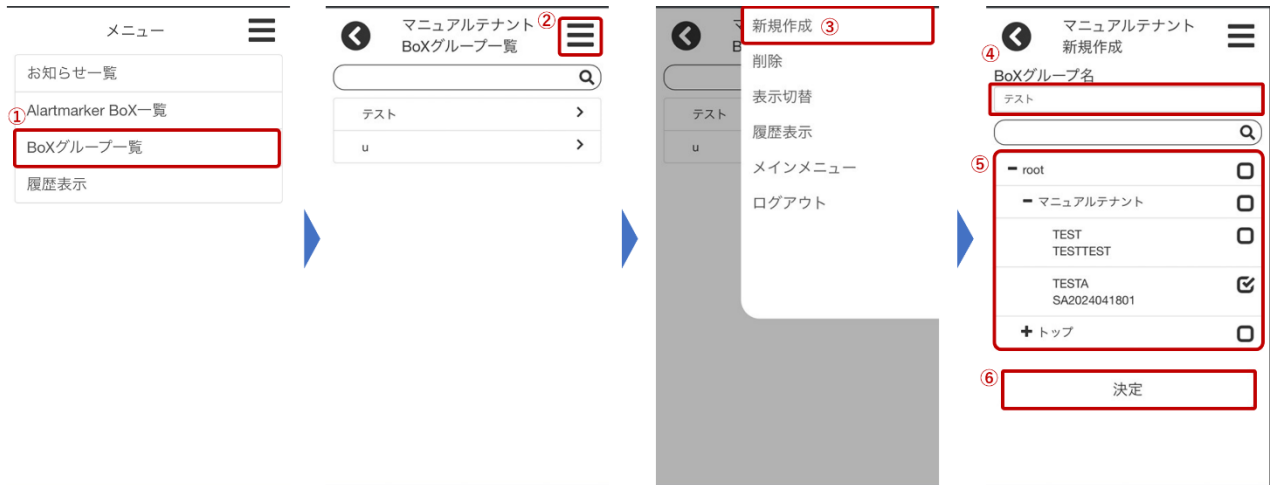 メニュー
お知らせ一覧
Alartmarker BoX一覧
①
BoXグループ一覧
履歴表示
マニュアルテナント
BoXグループ一覧
②
テスト
u
B
テスト
u
新規作成 ③
削除
表示切替
履歴表示
メインメニュー
ログアウト
マニュアルテナント
新規作成
④
BoXグループ名
テスト
⑤
root
マニュアルテナント
TEST
TESTTEST
TESTA
SA2024041801
トップ
⑥
決定